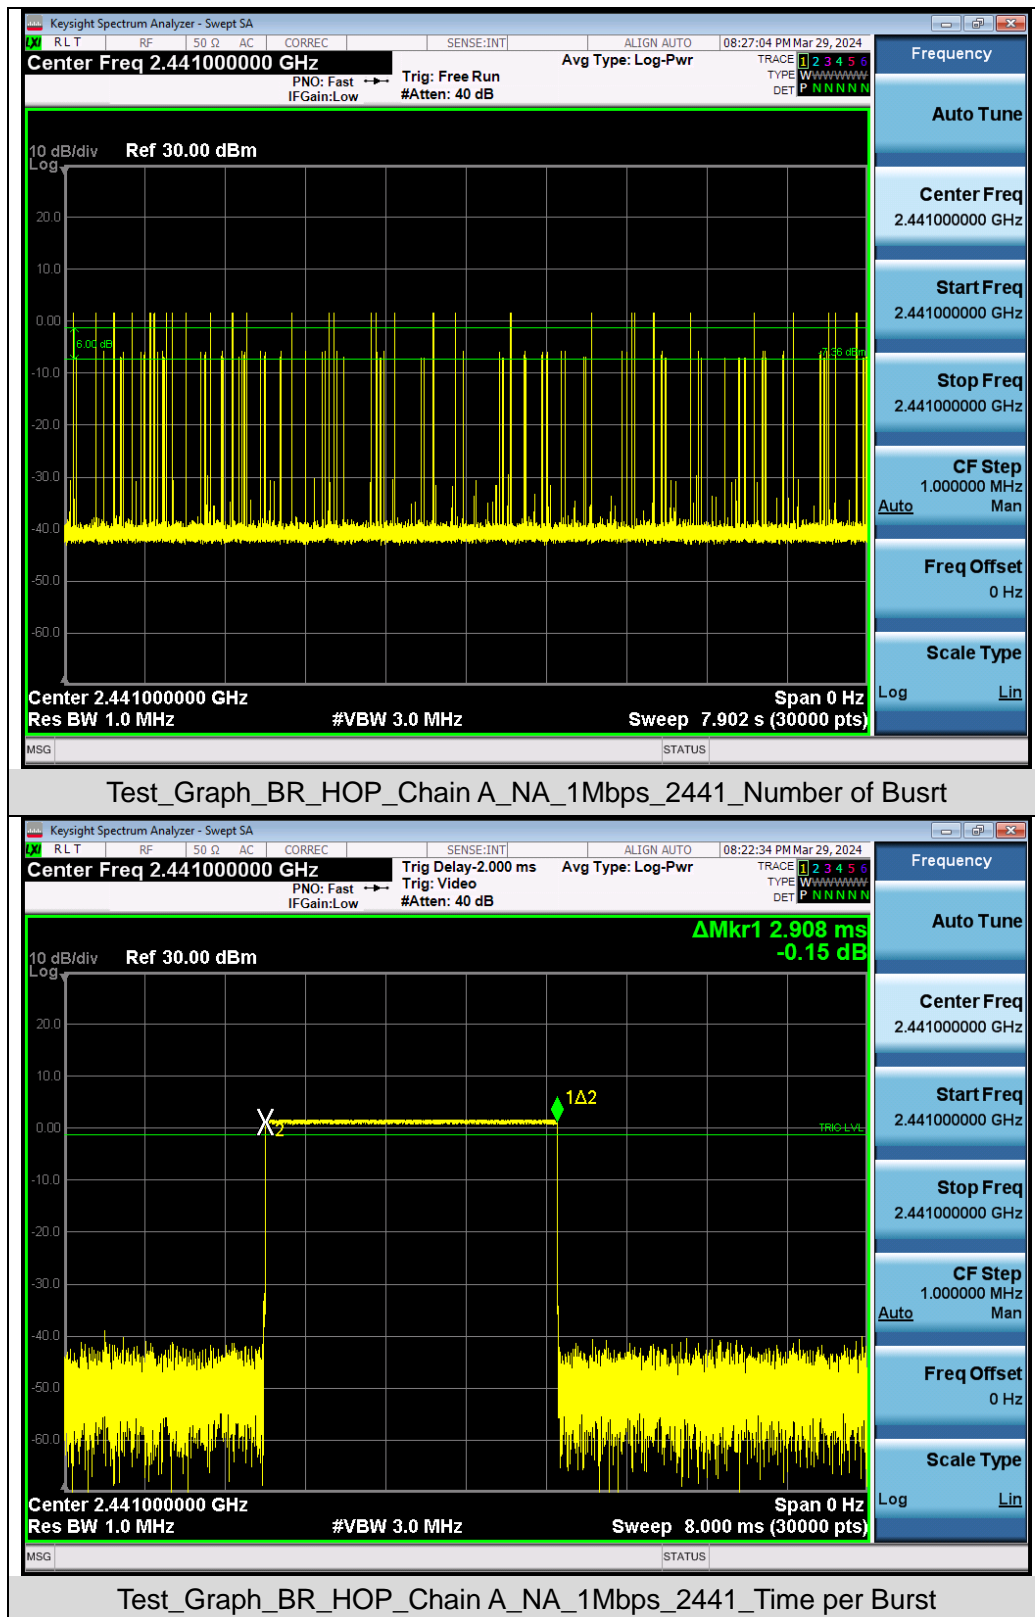 Keysight Spectrum Analyzer - Swept SA
LXI RLT RF 50 Ω AC CORREC SENSE:INT ALIGN AUTO 08:27:04 PM Mar 29, 2024
Center Freq 2.441000000 GHz Avg Type: Log-Pwr TRACE 1 2 3 4 5 6
PNO: Fast Trig: Free Run TYPE WWWWWW
IFGain:Low #Atten: 40 dB DET P N N N N N
10 dB/div Ref 30.00 dBm
Log
20.0
10.0
0.00
6.00 dB
-7.36 dBm
-10.0
-20.0
-30.0
-40.0
-50.0
-60.0
Center 2.441000000 GHz Span 0 Hz
Res BW 1.0 MHz #VBW 3.0 MHz Sweep 7.902 s (30000 pts)
MSG STATUS
Frequency
Auto Tune
Center Freq
2.441000000 GHz
Start Freq
2.441000000 GHz
Stop Freq
2.441000000 GHz
CF Step
1.000000 MHz
Auto Man
Freq Offset
0 Hz
Scale Type
Log Lin
Test_Graph_BR_HOP_Chain A_NA_1Mbps_2441_Number of Busrt
Keysight Spectrum Analyzer - Swept SA
LXI RLT RF 50 Ω AC CORREC SENSE:INT ALIGN AUTO 08:22:34 PM Mar 29, 2024
Center Freq 2.441000000 GHz Trig Delay-2.000 ms Avg Type: Log-Pwr TRACE 1 2 3 4 5 6
PNO: Fast Trig: Video TYPE WWWWWW
IFGain:Low #Atten: 40 dB DET P N N N N N
ΔMkr1 2.908 ms
-0.15 dB
10 dB/div Ref 30.00 dBm
Log
20.0
10.0
1Δ2
2
0.00
TRIG LVL
-10.0
-20.0
-30.0
-40.0
-50.0
-60.0
Center 2.441000000 GHz Span 0 Hz
Res BW 1.0 MHz #VBW 3.0 MHz Sweep 8.000 ms (30000 pts)
MSG STATUS
Frequency
Auto Tune
Center Freq
2.441000000 GHz
Start Freq
2.441000000 GHz
Stop Freq
2.441000000 GHz
CF Step
1.000000 MHz
Auto Man
Freq Offset
0 Hz
Scale Type
Log Lin
Test_Graph_BR_HOP_Chain A_NA_1Mbps_2441_Time per Burst